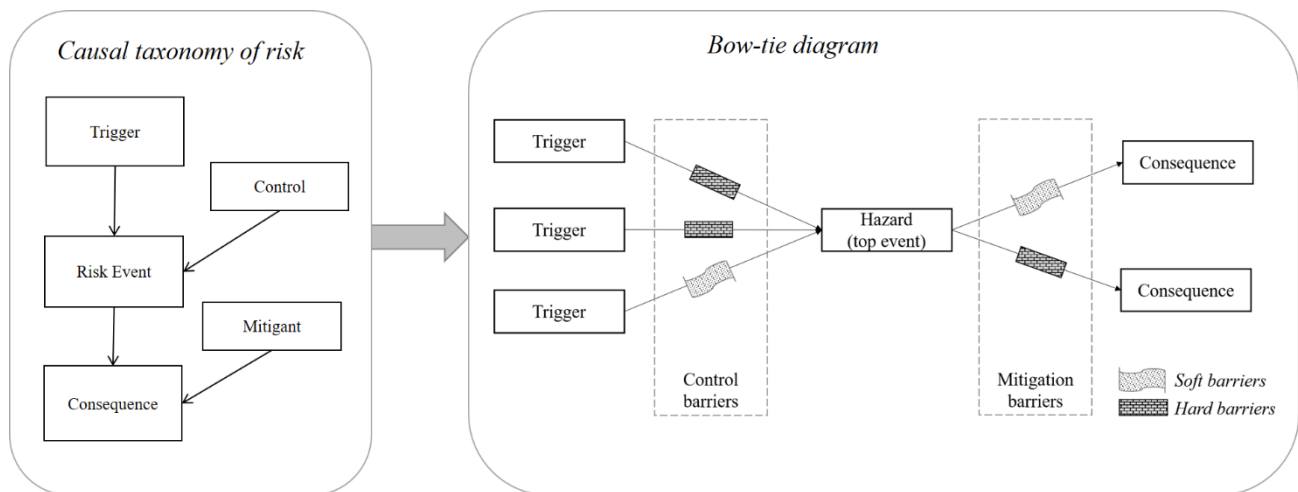 Causal taxonomy of risk
Trigger
Control
Risk Event
Mitigant
Consequence
Bow-tie diagram
Trigger
Trigger
Trigger
Control
barriers
Hazard
(top event)
Mitigation
barriers
Consequence
Consequence
Soft barriers
Hard barriers